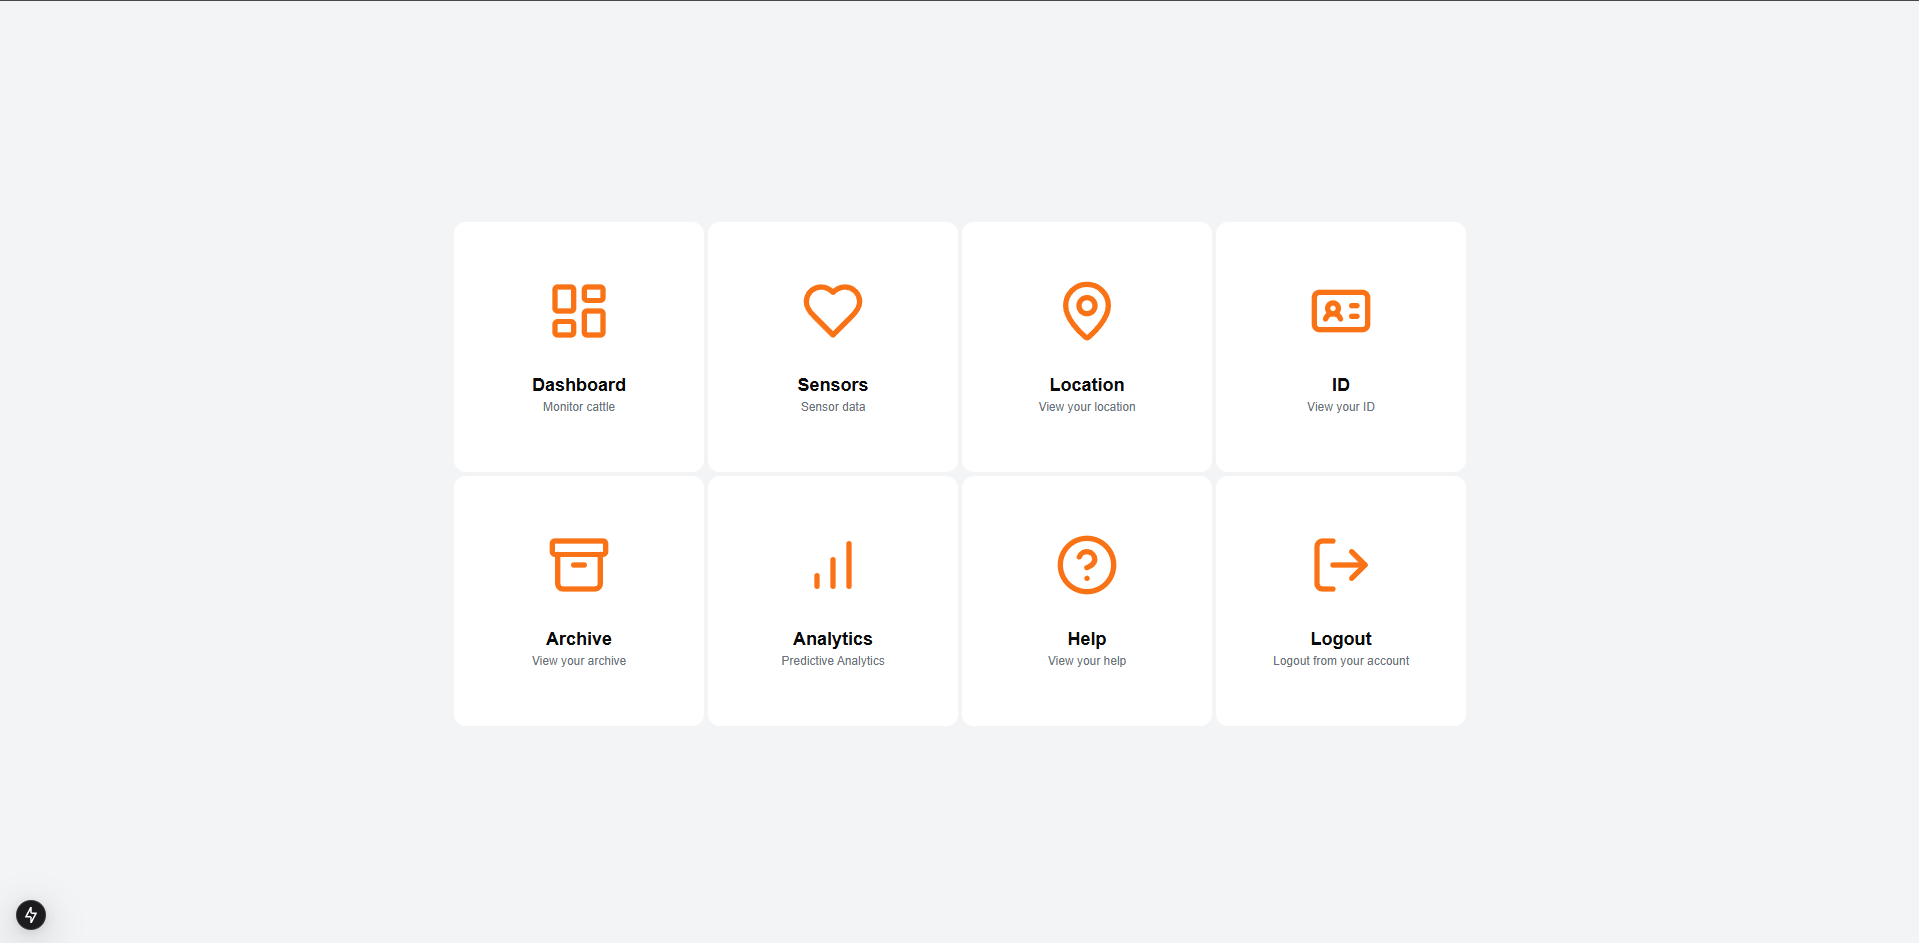 Dashboard
Monitor cattle
Sensors
Sensor data
Location
View your location
ID
View your ID
Archive
View your archive
Analytics
Predictive Analytics
Help
View your help
Logout
Logout from your account